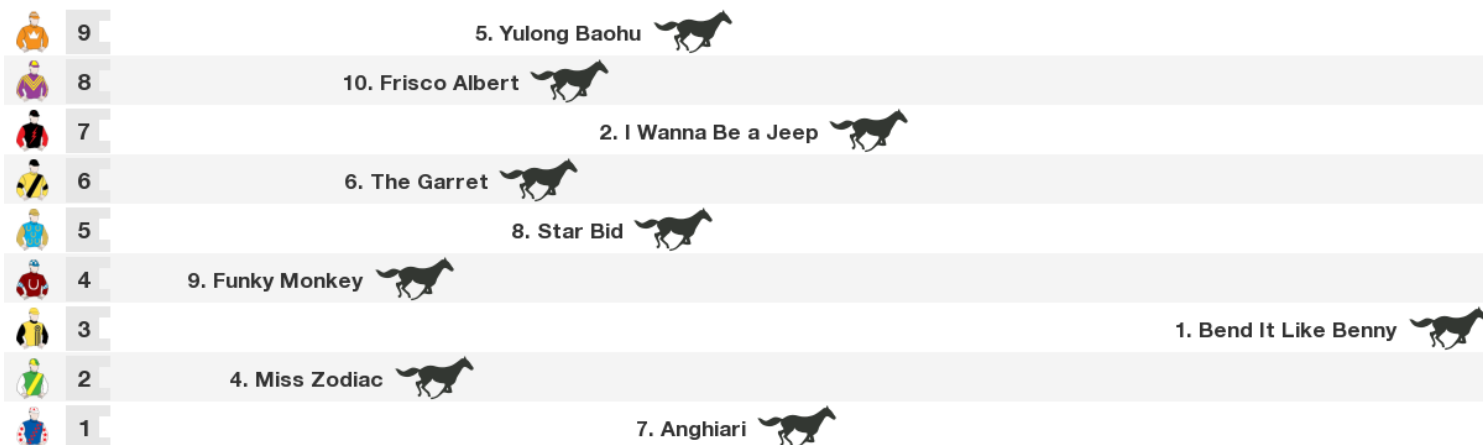 9 5. Yulong Baohu
8 10. Frisco Albert
7 2. I Wanna Be a Jeep
6 6. The Garret
5 8. Star Bid
4 9. Funky Monkey
3 1. Bend It Like Benny
2 4. Miss Zodiac
1 7. Anghiari